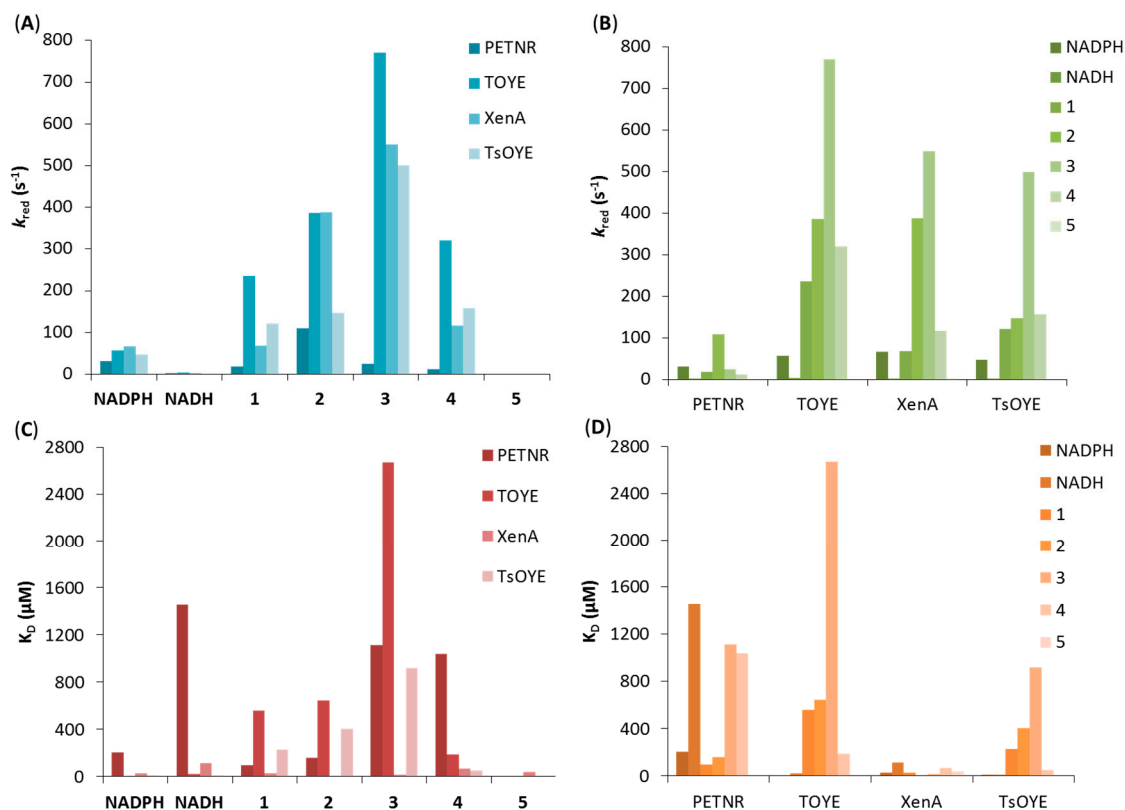 (A)
800
700
600
500
400
300
200
100
0
k red (s-1)
NADPH NADH 1 2 3 4 5
PETNR
TOYE
XenA
TsOYE
(B)
800
700
600
500
400
300
200
100
0
k red (s-1)
PETNR TOYE XenA TsOYE
NADPH
NADH
1
2
3
4
5
(C)
2800
2400
2000
1600
1200
800
400
0
KD (µM)
NADPH NADH 1 2 3 4 5
PETNR
TOYE
XenA
TsOYE
(D)
2800
2400
2000
1600
1200
800
400
0
KD (µM)
PETNR TOYE XenA TsOYE
NADPH
NADH
1
2
3
4
5